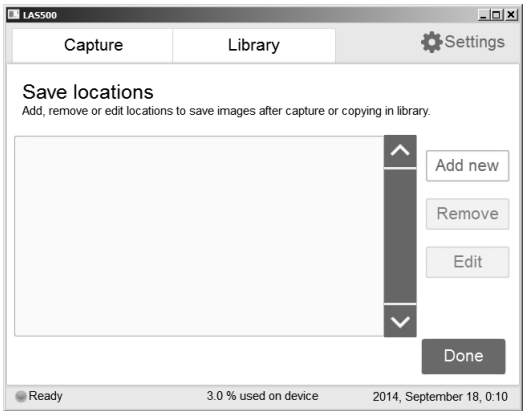 LAS500
Capture
Library
Settings
Save locations
Add, remove or edit locations to save images after capture or copying in library.
Add new
Remove
Edit
Done
Ready
3.0 % used on device
2014, September 18, 0:10